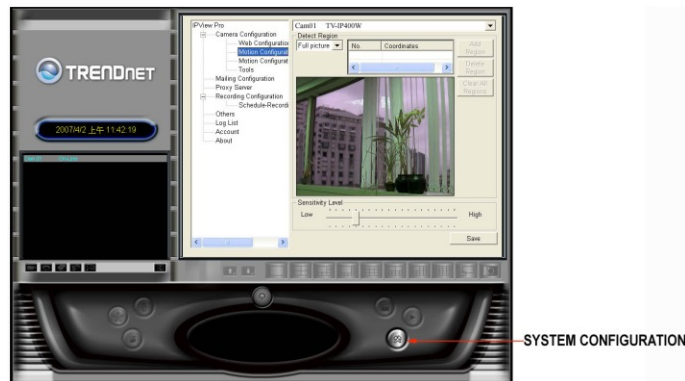 IPView Pro
Camera Configuration
Web Configuration
Motion Configurat
Motion Configurat
Tools
Mailing Configuration
Proxy Server
Recording Configuration
Schedule-Recordi
Others
Log List
Account
About
Cam01 TV-IP400W
Detect Region
Full picture
No. Coordinates
Add
Region
Delete
Region
Clear All
Regions
Sensitivity Level
Low High
Save
TRENDNET
2007/4/2 上午 11:42:19
SYSTEM CONFIGURATION